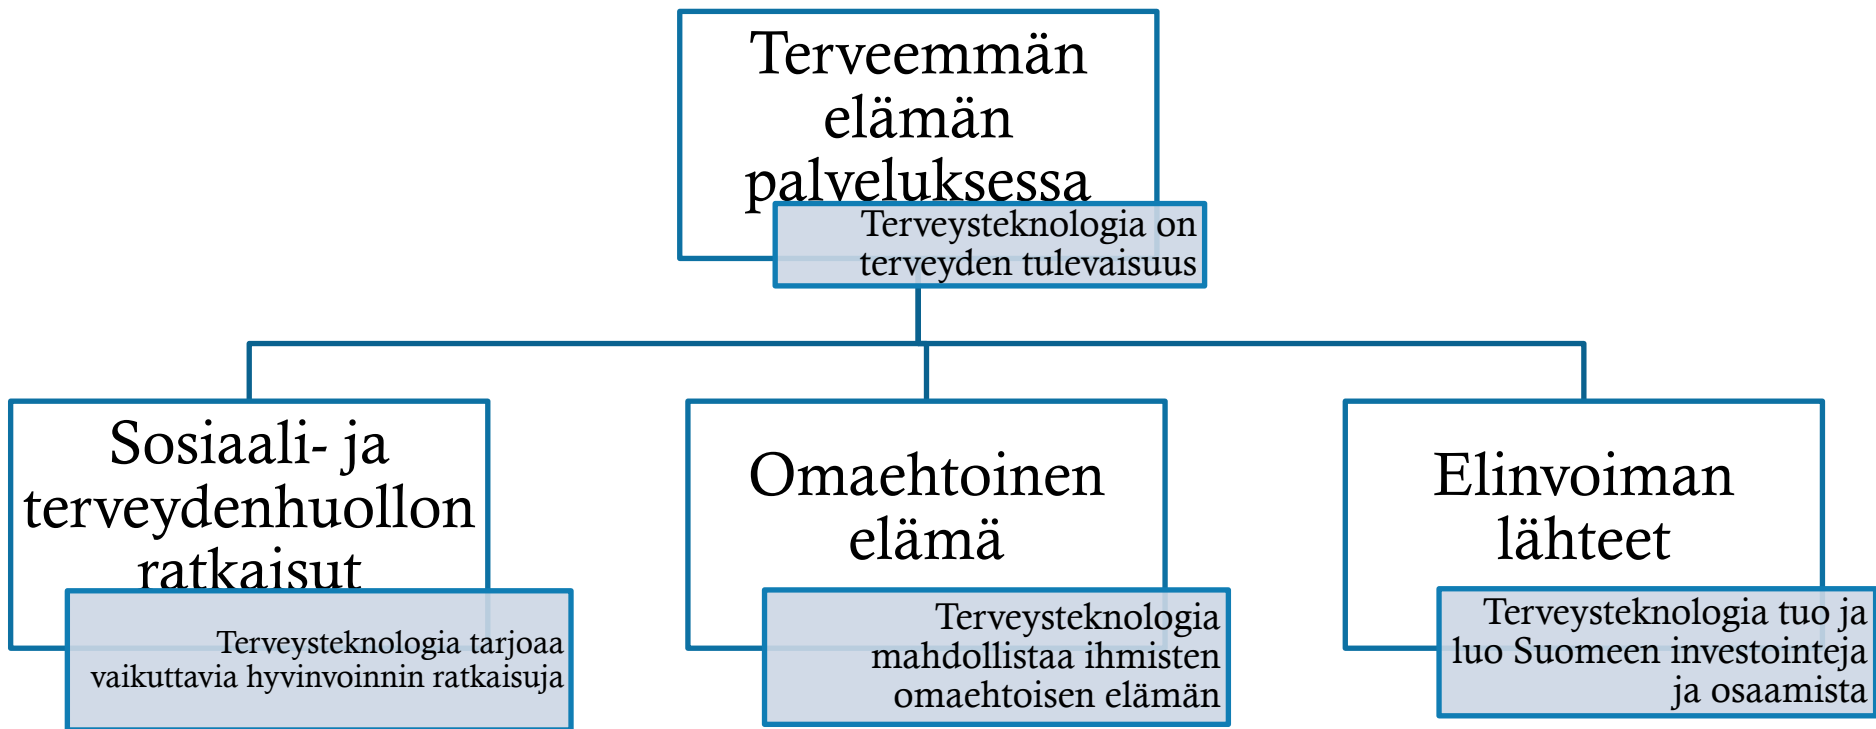 Terveemmän
elämän
palveluksessa
Terveysteknologia on
terveyden tulevaisuus
Sosiaali- ja
terveydenhuollon
ratkaisut
Terveysteknologia tarjoaa
vaikuttavia hyvinvoinnin ratkaisuja
Omaehtoinen
elämä
Terveysteknologia
mahdollistaa ihmisten
omaehtoisen elämän
Elinvoiman
lähteet
Terveysteknologia tuo ja
luo Suomeen investointeja
ja osaamista